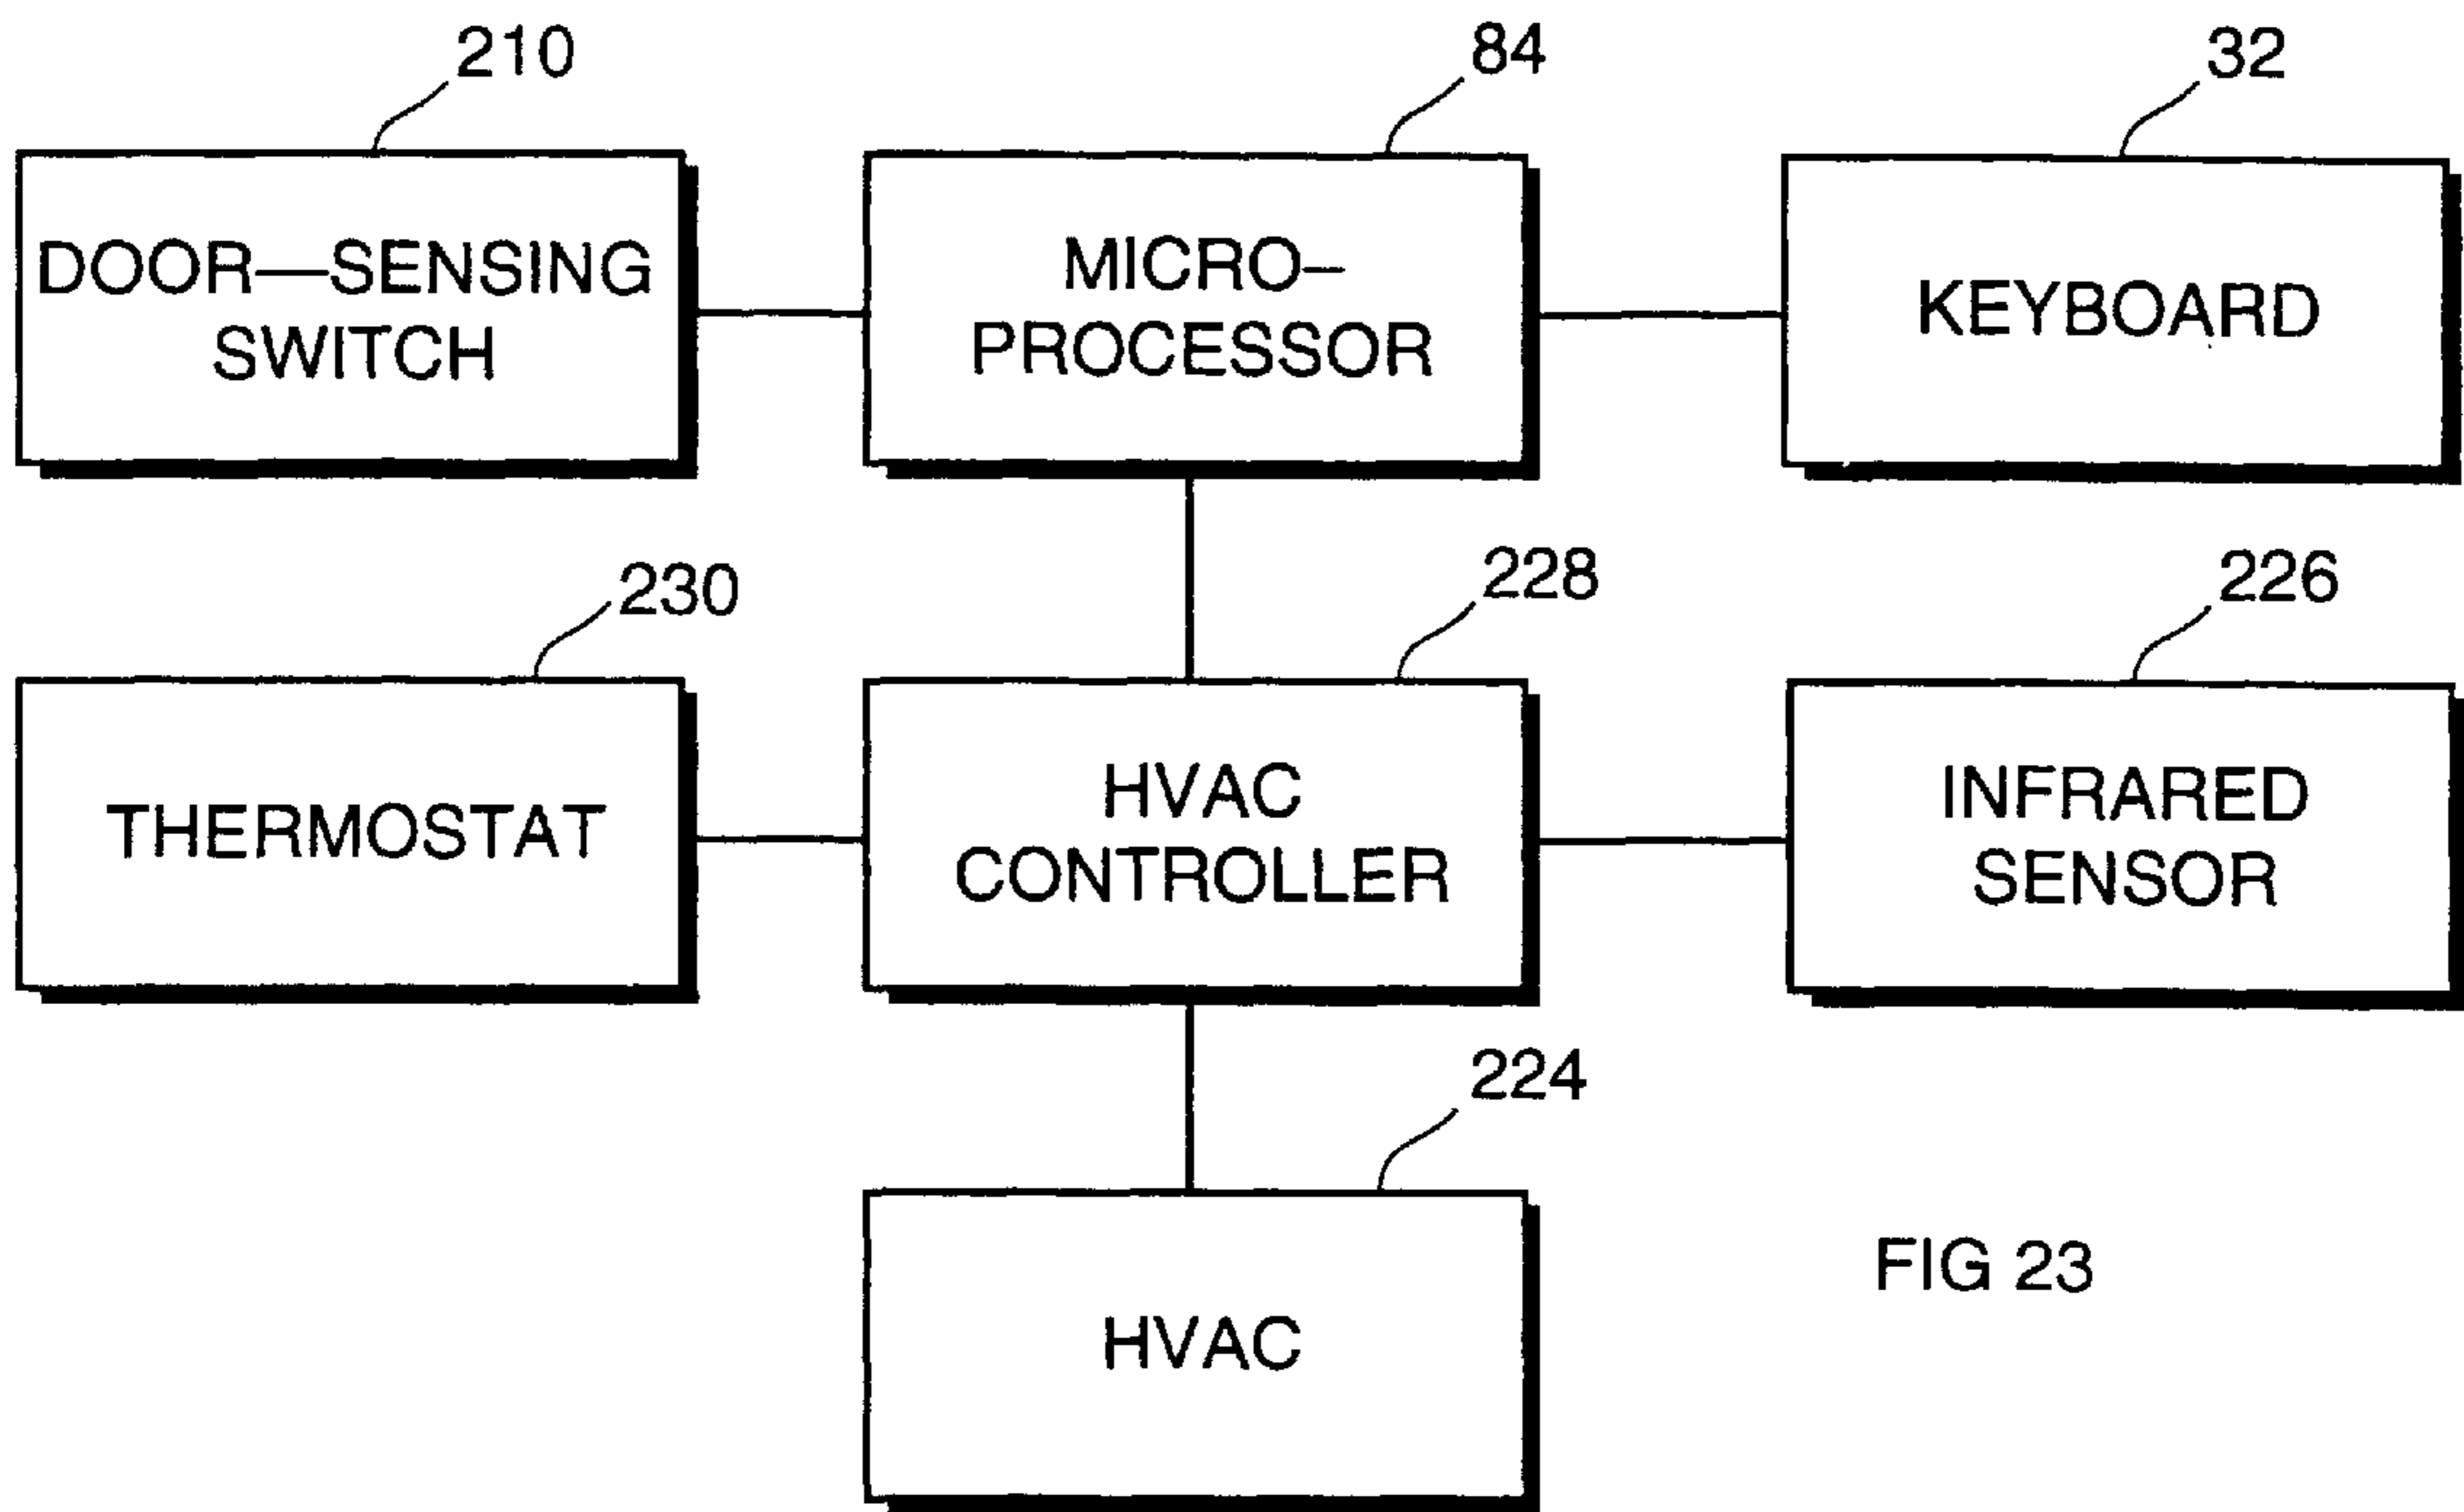 210
84
32
DOOR—SENSING
SWITCH
MICRO–
PROCESSOR
KEYBOARD
230
228
226
THERMOSTAT
HVAC
CONTROLLER
INFRARED
SENSOR
224
HVAC
FIG 23